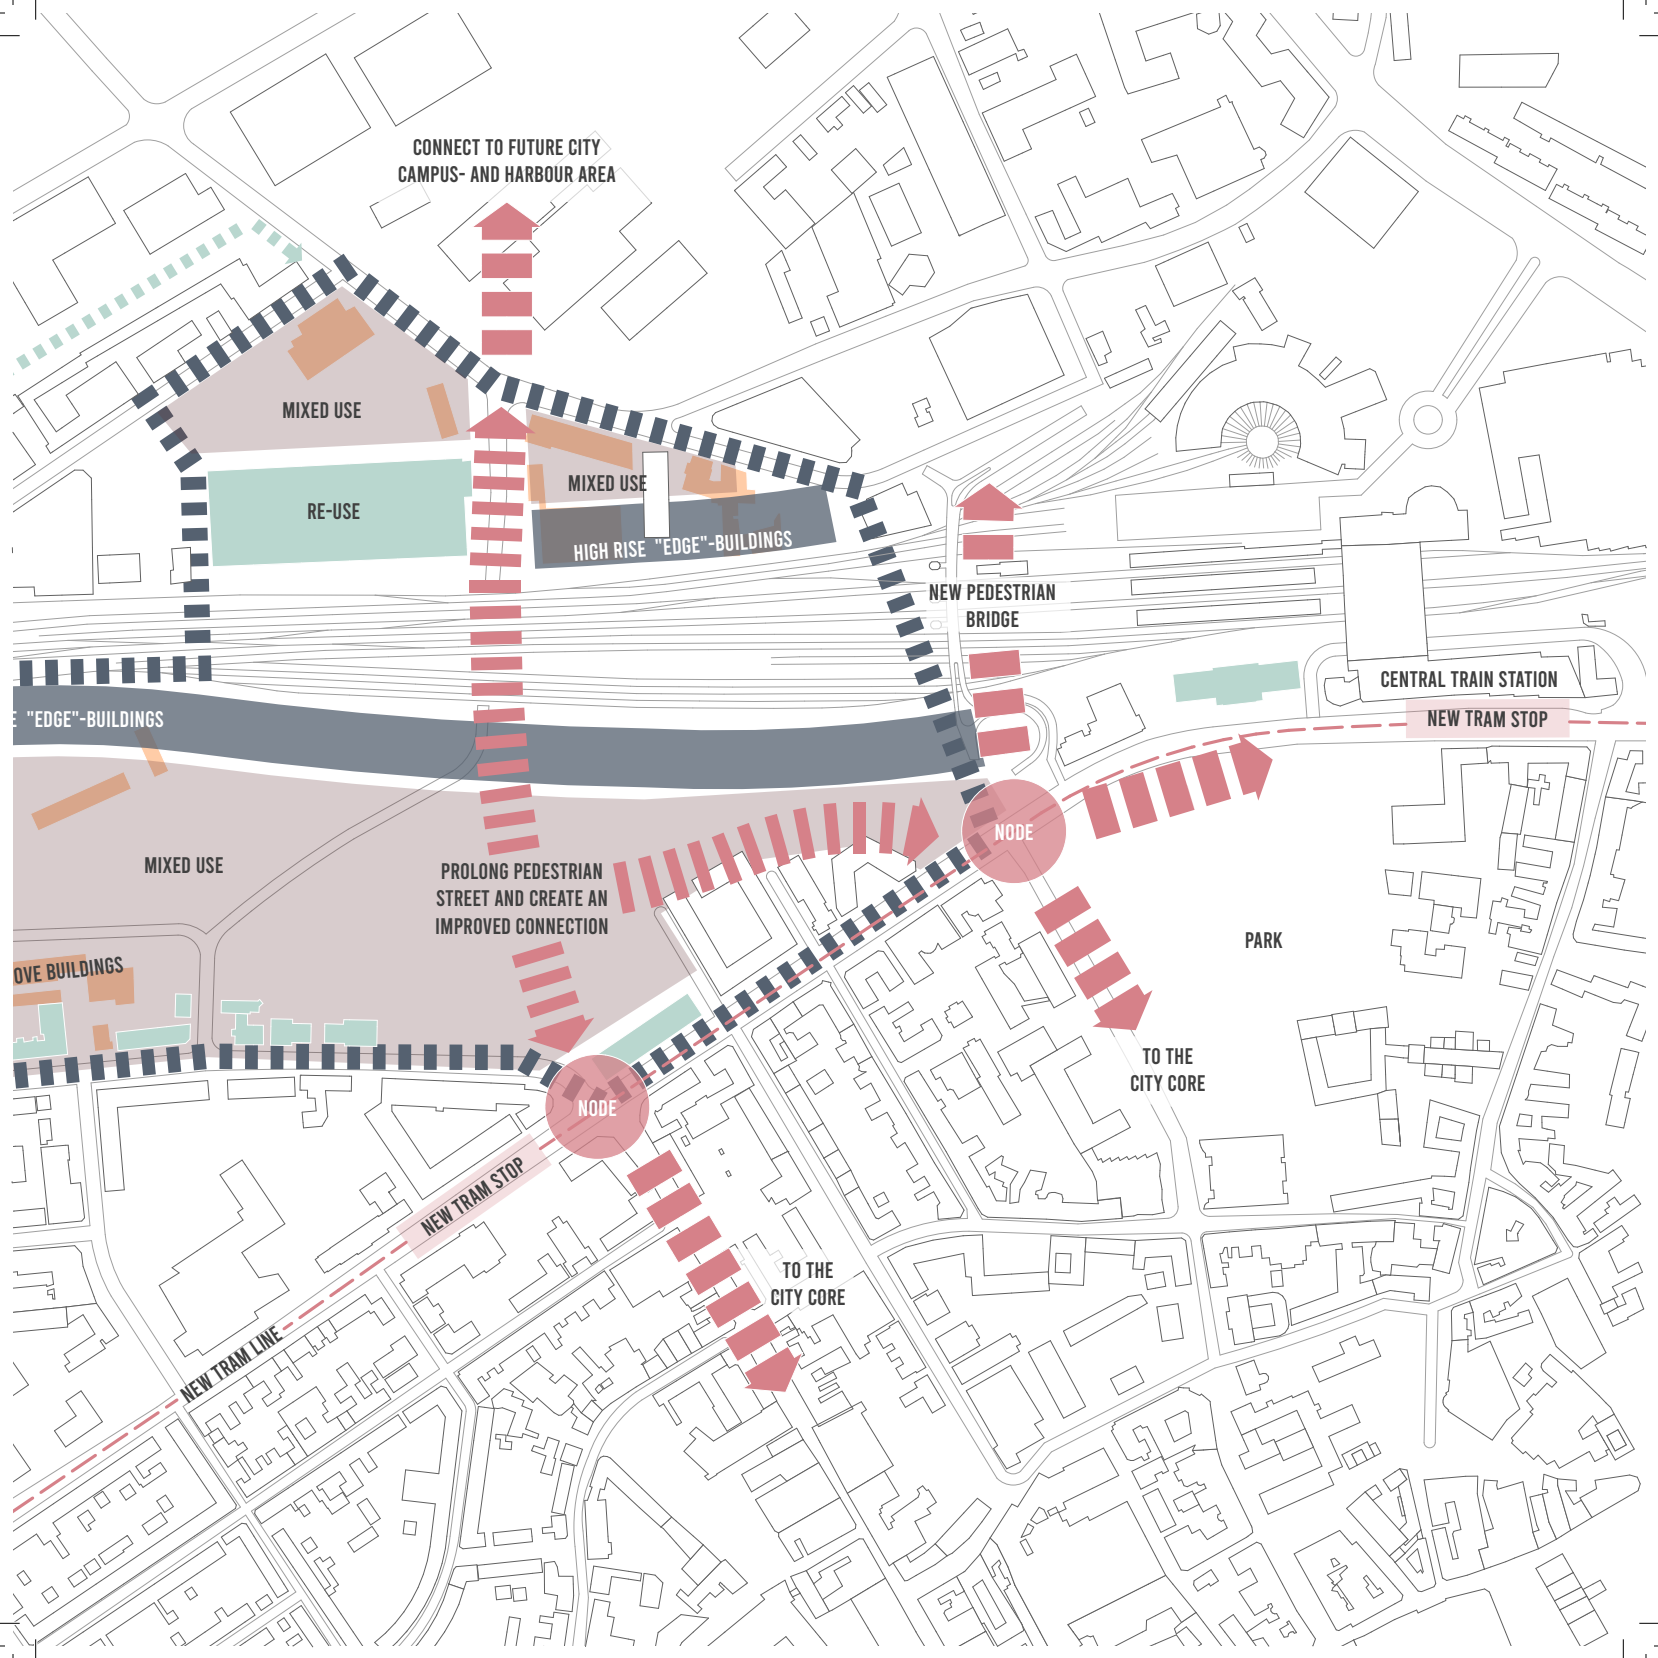 CONNECT TO FUTURE CITY
CAMPUS- AND HARBOUR AREA
MIXED USE
MIXED USE
RE-USE
HIGH RISE "EDGE"-BUILDINGS
NEW PEDESTRIAN
BRIDGE
CENTRAL TRAIN STATION
NEW TRAM STOP
"EDGE"-BUILDINGS
NODE
MIXED USE
PROLONG PEDESTRIAN
STREET AND CREATE AN
IMPROVED CONNECTION
PARK
OVE BUILDINGS
TO THE
CITY CORE
NODE
NEW TRAM STOP
TO THE
CITY CORE
NEW TRAM LINE